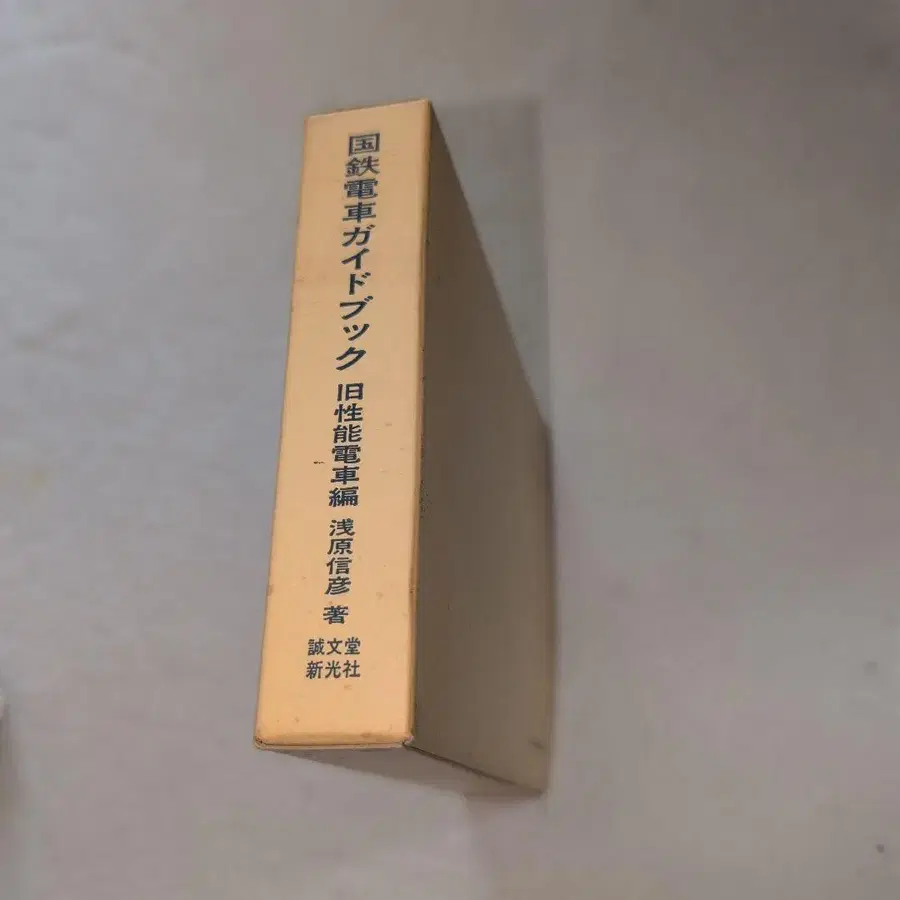 国鉄電車ガイドブック
旧性能電車編
浅原信彦 著
誠文堂
新光社